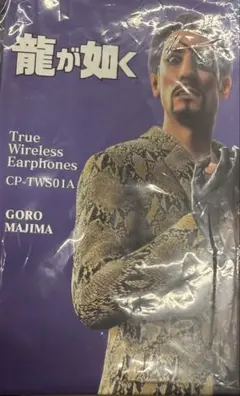 龍が如く
True
Wireless
Earphones
CP-TWS01A
GORO
MAJIMA